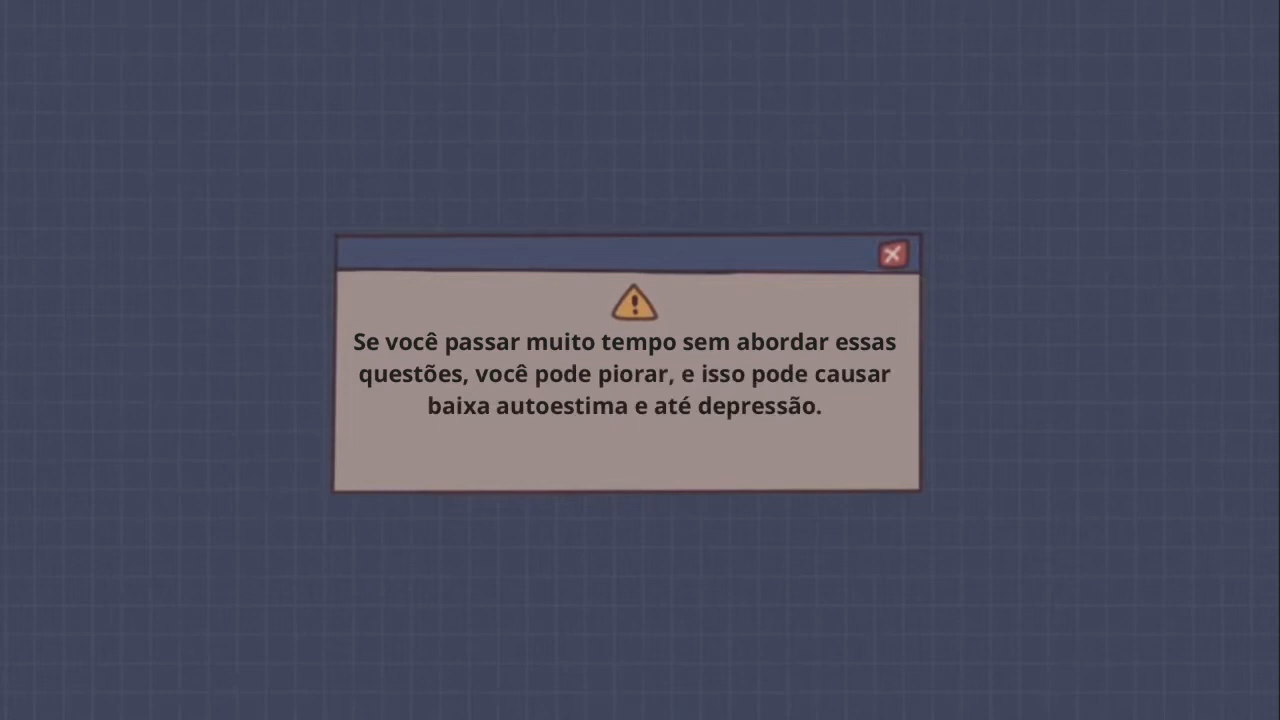 Se você passar muito tempo sem abordar essas
questões, você pode piorar, e isso pode causar
baixa autoestima e até depressão.